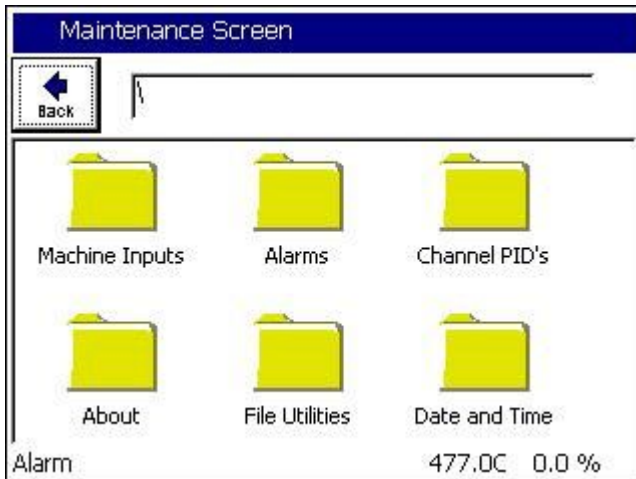 Maintenance Screen
Back
\
Machine Inputs Alarms Channel PID's
About File Utilities Date and Time
Alarm 477.0C 0.0 %